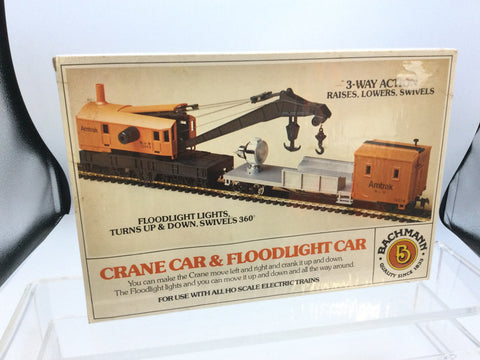 3-WAY ACTION
RAISES, LOWERS, SWIVELS
Amtrak
Amtrak
FLOODLIGHT LIGHTS,
TURNS UP & DOWN, SWIVELS 360°
CRANE CAR & FLOODLIGHT CAR
You can make the Crane move left and right and crank it up and down.
The Floodlight lights and you can move it up and down and all the way around.
FOR USE WITH ALL HO SCALE ELECTRIC TRAINS
BACHMANN
5
QUALITY SINCE 1833